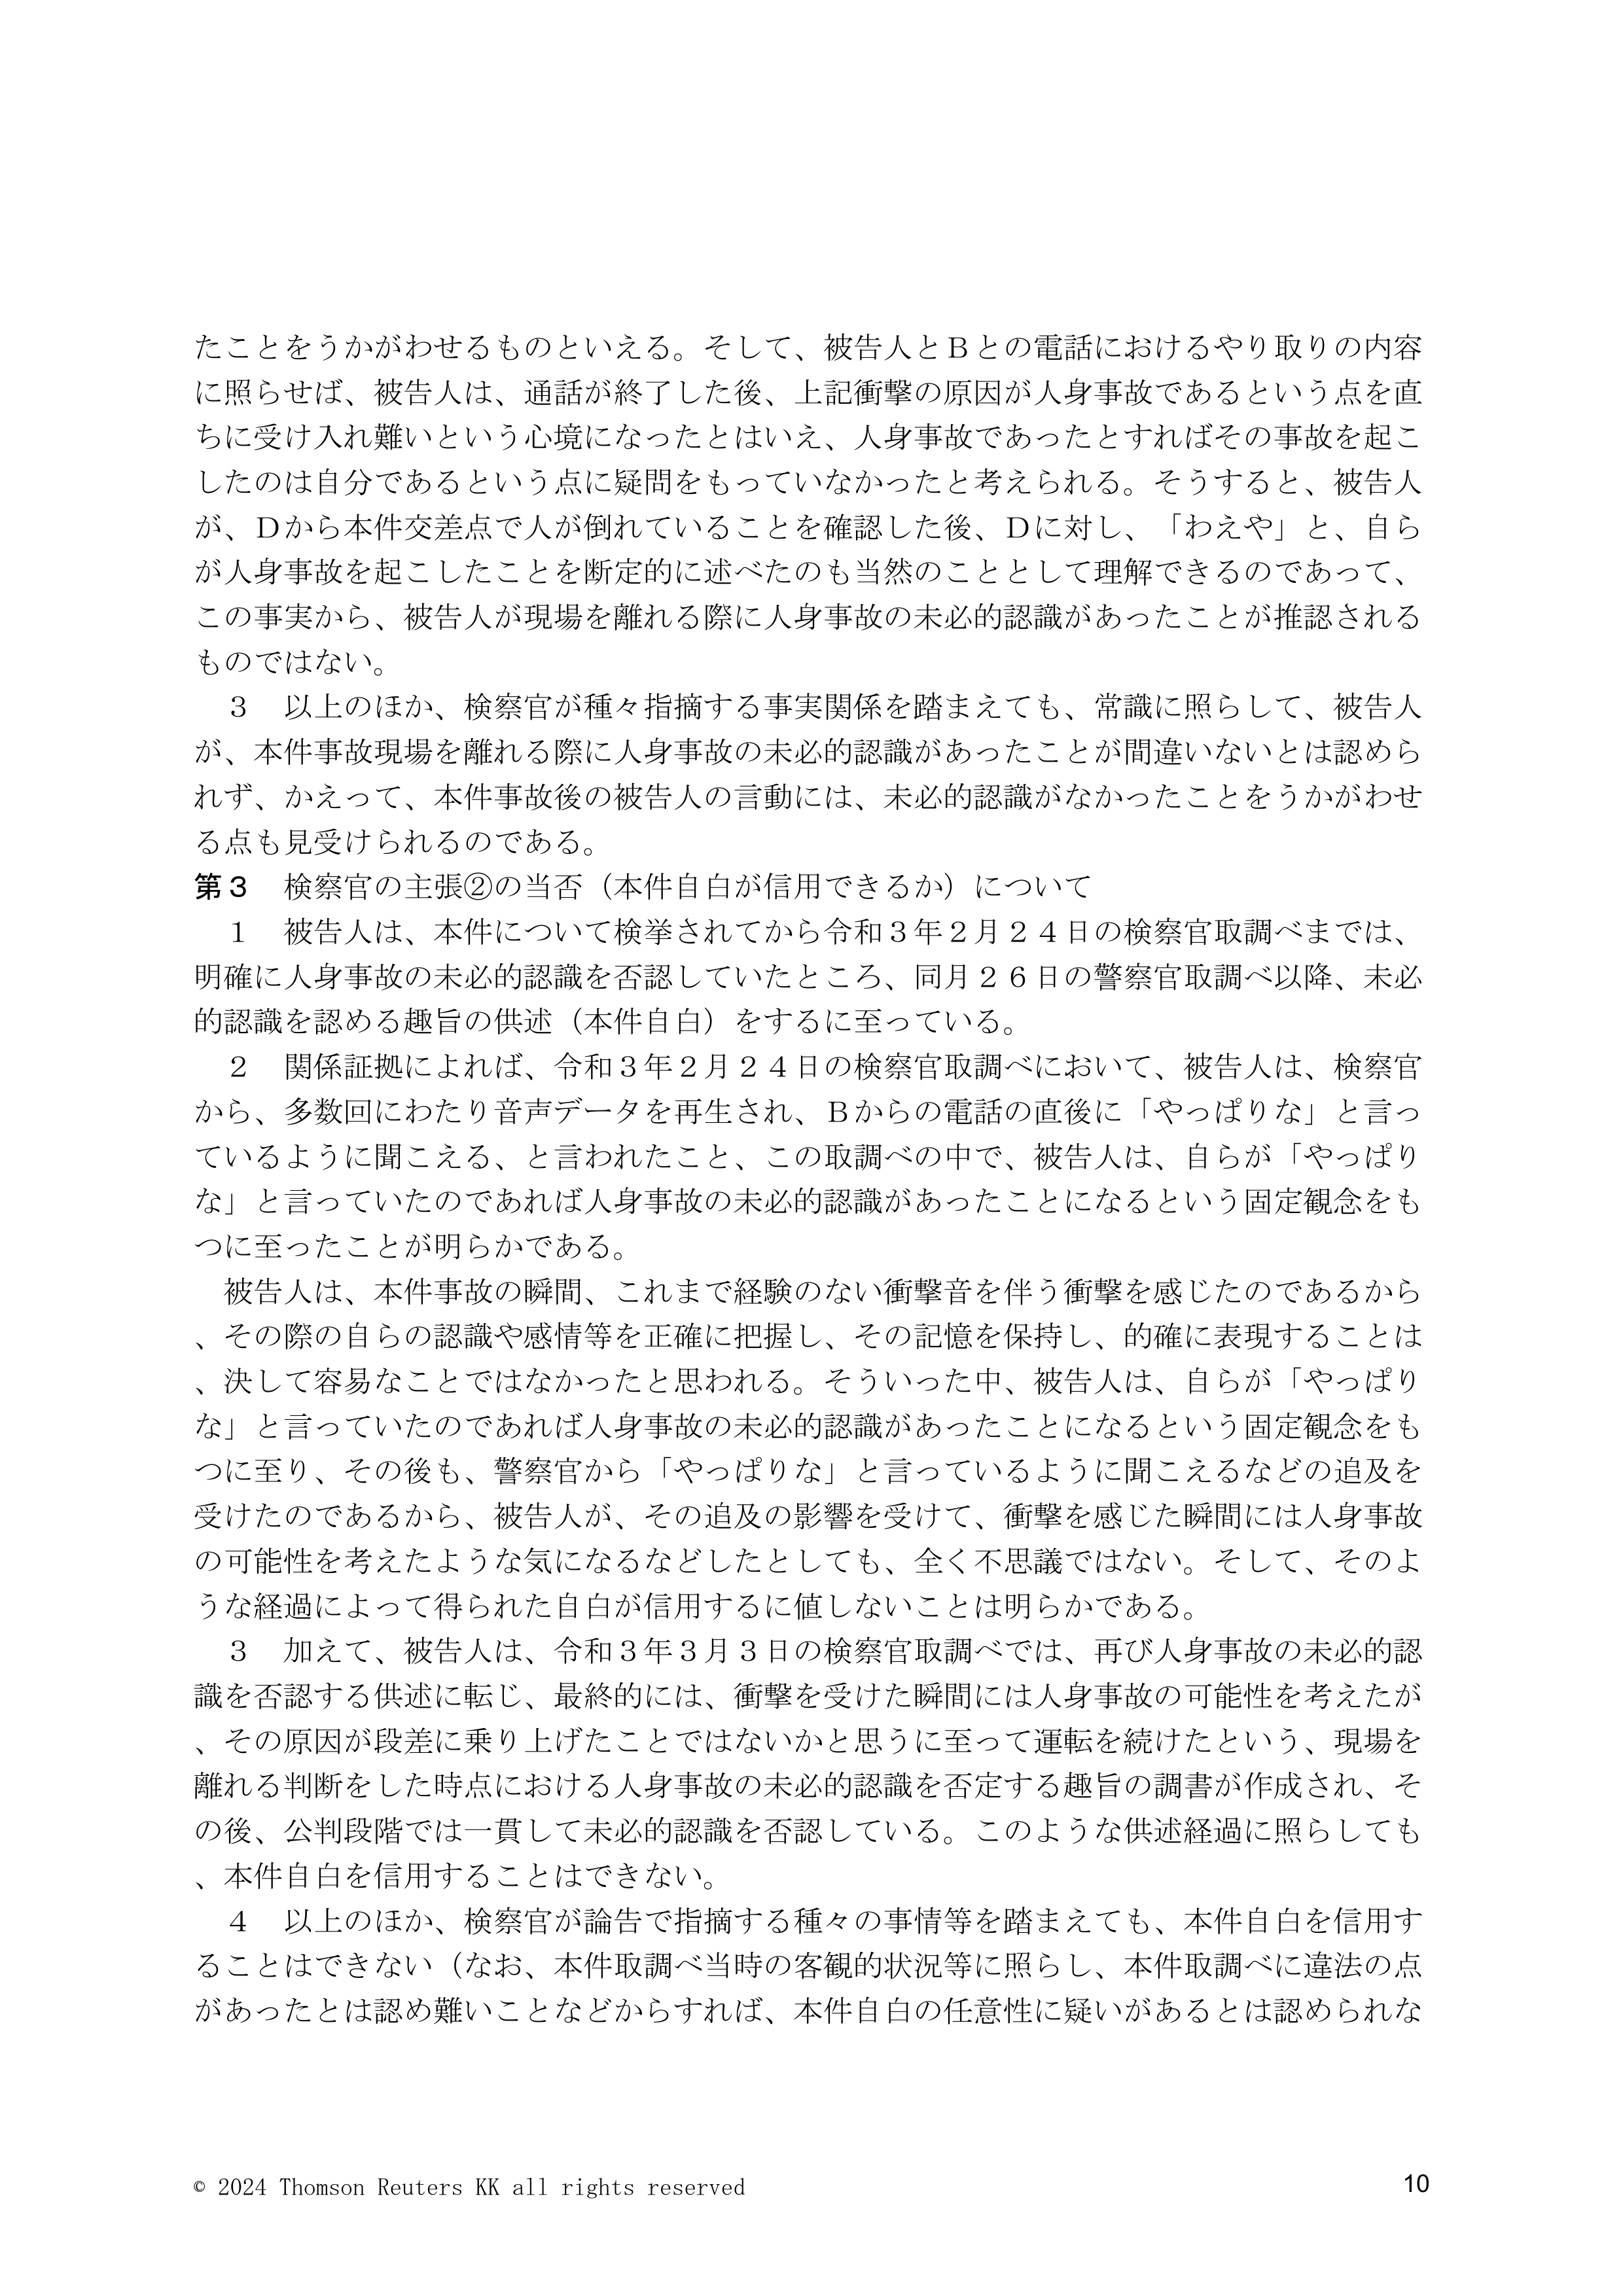 たことをうかがわせるものといえる。そして、被告人とＢとの電話におけるやり取りの内容
に照らせば、被告人は、通話が終了した後、上記衝撃の原因が人身事故であるという点を直
ちに受け入れ難いという心境になったとはいえ、人身事故であったとすればその事故を起こ
したのは自分であるという点に疑問をもっていなかったと考えられる。そうすると、被告人
が、Ｄから本件交差点で人が倒れていることを確認した後、Ｄに対し、「わえや」と、自ら
が人身事故を起こしたことを断定的に述べたのも当然のこととして理解できるのであって、
この事実から、被告人が現場を離れる際に人身事故の未必的認識があったことが推認される
ものではない。
　３　以上のほか、検察官が種々指摘する事実関係を踏まえても、常識に照らして、被告人
が、本件事故現場を離れる際に人身事故の未必的認識があったことが間違いないとは認めら
れず、かえって、本件事故後の被告人の言動には、未必的認識がなかったことをうかがわせ
る点も見受けられるのである。
第３　検察官の主張②の当否（本件自白が信用できるか）について
　１　被告人は、本件について検挙されてから令和３年２月２４日の検察官取調べまでは、
明確に人身事故の未必的認識を否認していたところ、同月２６日の警察官取調べ以降、未必
的認識を認める趣旨の供述（本件自白）をするに至っている。
　２　関係証拠によれば、令和３年２月２４日の検察官取調べにおいて、被告人は、検察官
から、多数回にわたり音声データを再生され、Ｂからの電話の直後に「やっぱりな」と言っ
ているように聞こえる、と言われたこと、この取調べの中で、被告人は、自らが「やっぱり
な」と言っていたのであれば人身事故の未必的認識があったことになるという固定観念をも
つに至ったことが明らかである。
　被告人は、本件事故の瞬間、これまで経験のない衝撃音を伴う衝撃を感じたのであるから
、その際の自らの認識や感情等を正確に把握し、その記憶を保持し、的確に表現することは
、決して容易なことではなかったと思われる。そういった中、被告人は、自らが「やっぱり
な」と言っていたのであれば人身事故の未必的認識があったことになるという固定観念をも
つに至り、その後も、警察官から「やっぱりな」と言っているように聞こえるなどの追及を
受けたのであるから、被告人が、その追及の影響を受けて、衝撃を感じた瞬間には人身事故
の可能性を考えたような気になるなどしたとしても、全く不思議ではない。そして、そのよ
うな経過によって得られた自白が信用するに値しないことは明らかである。
　３　加えて、被告人は、令和３年３月３日の検察官取調べでは、再び人身事故の未必的認
識を否認する供述に転じ、最終的には、衝撃を受けた瞬間には人身事故の可能性を考えたが
、その原因が段差に乗り上げたことではないかと思うに至って運転を続けたという、現場を
離れる判断をした時点における人身事故の未必的認識を否定する趣旨の調書が作成され、そ
の後、公判段階では一貫して未必的認識を否認している。このような供述経過に照らしても
、本件自白を信用することはできない。
　４　以上のほか、検察官が論告で指摘する種々の事情等を踏まえても、本件自白を信用す
ることはできない（なお、本件取調べ当時の客観的状況等に照らし、本件取調べに違法の点
があったとは認め難いことなどからすれば、本件自白の任意性に疑いがあるとは認められな
© 2024 Thomson Reuters KK all rights reserved
10